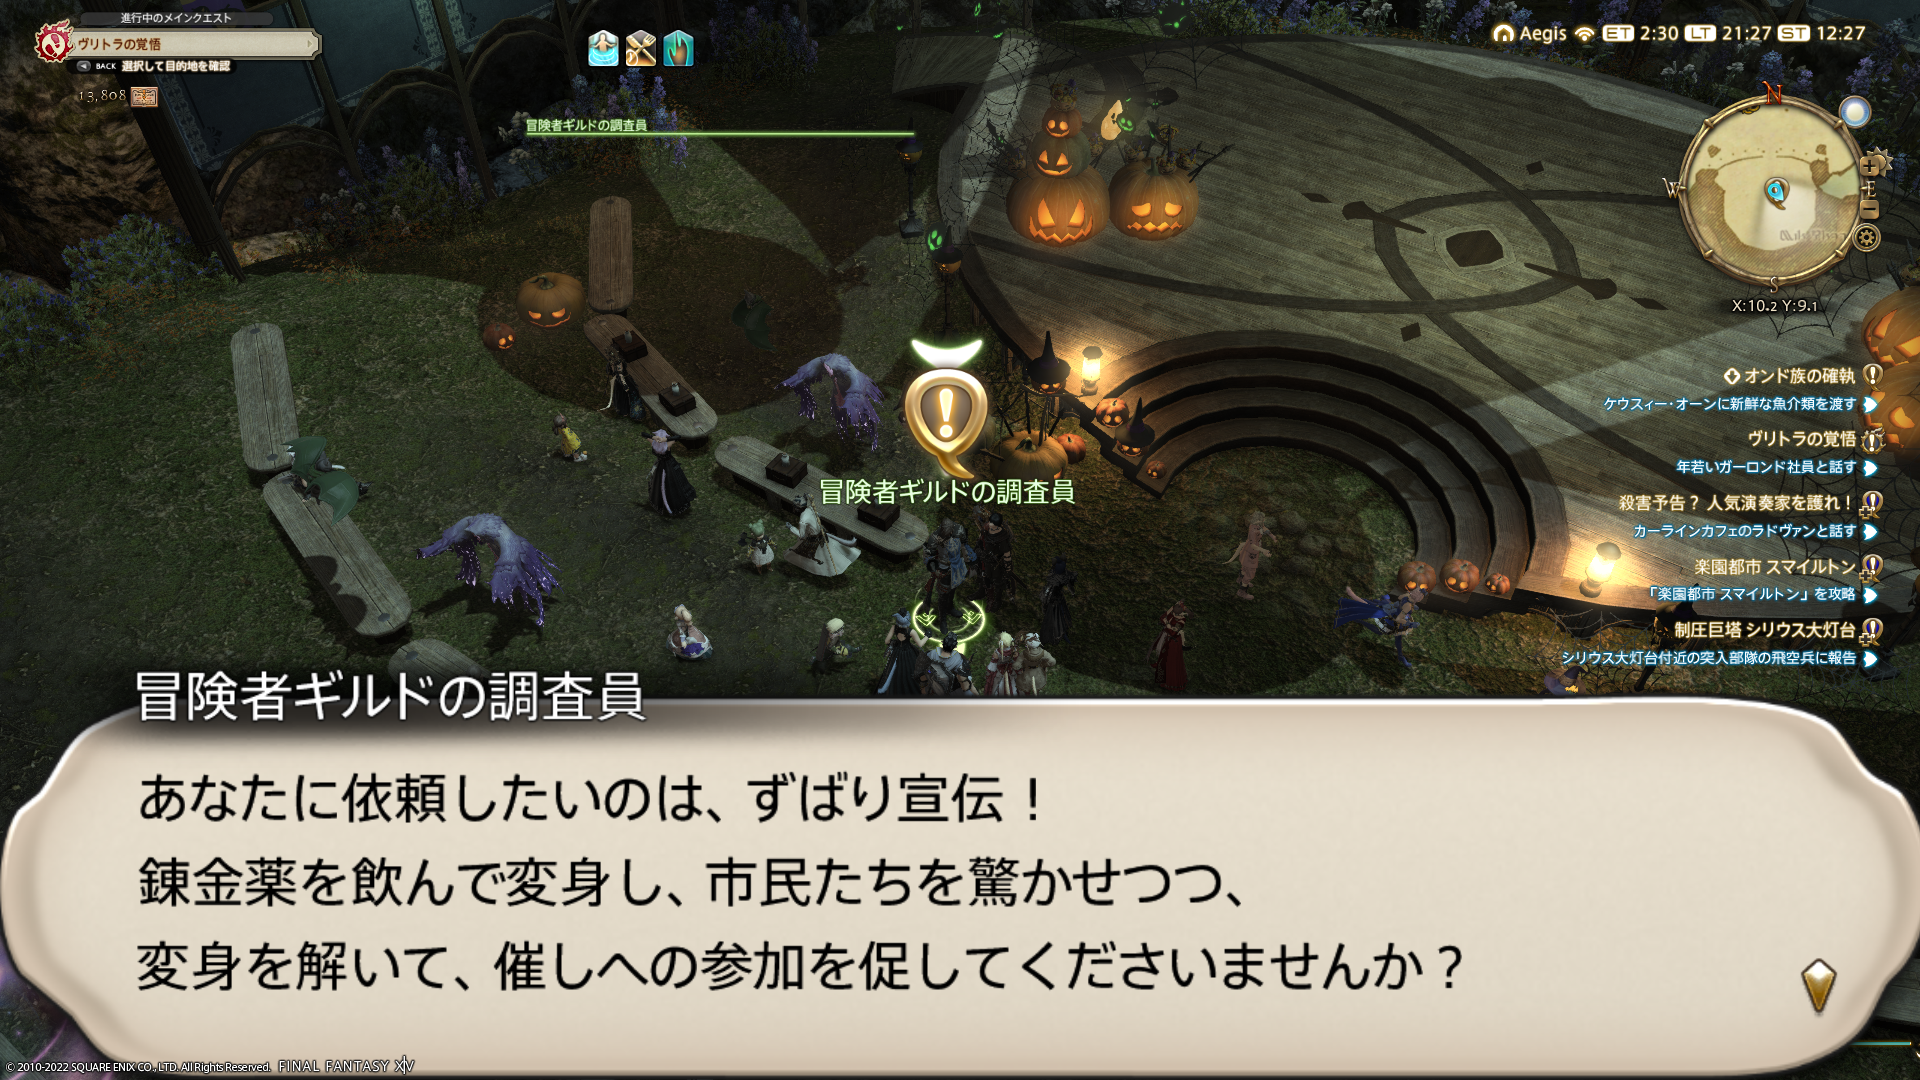 進行中のメインクエスト
ヴリトラの覚悟
BACK 選択して目的地を確認
13,808
Aegis ET 2:30 LT 21:27 ST 12:27
N
W
E
S
X:10.2 Y:9.1
冒険者ギルドの調査員
冒険者ギルドの調査員
オンド族の確執
ケウスィー・オーンに新鮮な魚介類を渡す
ヴリトラの覚悟
年若いガーロンド社員と話す
殺害予告？ 人気演奏家を護れ！
カーラインカフェのラドヴァンと話す
楽園都市 スマイルトン
「楽園都市 スマイルトン」を攻略
制圧巨塔 シリウス大灯台
シリウス大灯台付近の突入部隊の飛空兵に報告
冒険者ギルドの調査員
あなたに依頼したいのは、ずばり宣伝！
錬金薬を飲んで変身し、市民たちを驚かせつつ、
変身を解いて、催しへの参加を促してくださいませんか？
© 2010-2022 SQUARE ENIX CO., LTD. All Rights Reserved. FINAL FANTASY XIV